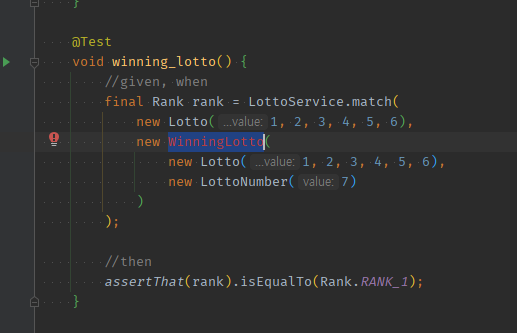 }
@Test
void winning_lotto() {
//given, when
final Rank rank = LottoService.match(
new Lotto( ...value: 1, 2, 3, 4, 5, 6),
new WinningLotto(
new Lotto( ...value: 1, 2, 3, 4, 5, 6),
new LottoNumber( value: 7)
)
);
//then
assertThat(rank).isEqualTo(Rank.RANK_1);
}